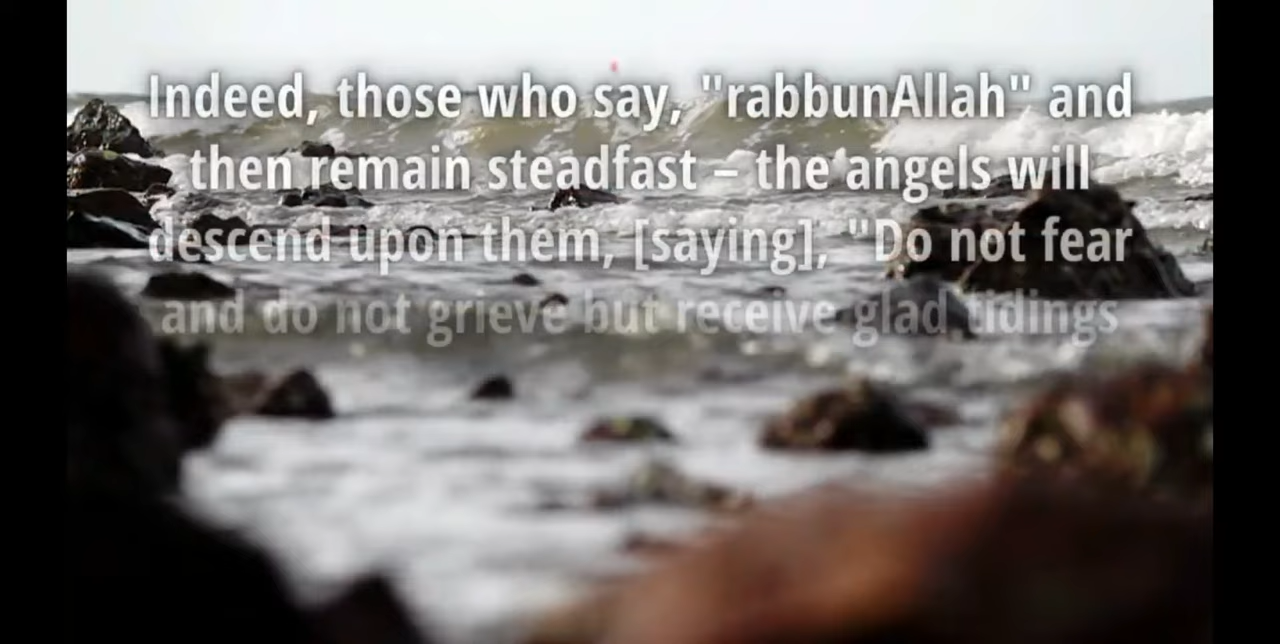 Indeed, those who say, "rabbunAllah" and
then remain steadfast – the angels will
descend upon them, [saying], "Do not fear
and do not grieve but receive glad tidings